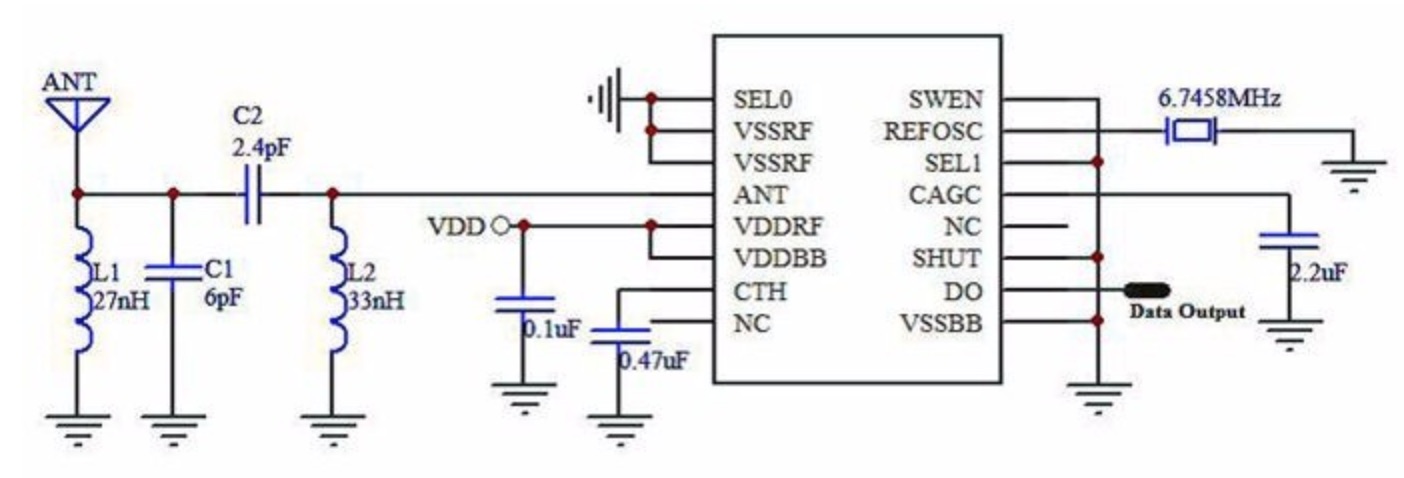 ANT
C2
2.4pF
L1
27nH
C1
6pF
L2
33nH
VDD
0.1uF
0.47uF
SEL0
VSSRF
VSSRF
ANT
VDDRF
VDDBB
CTH
NC
SWEN
REFOSC
SEL1
CAGC
NC
SHUT
DO
VSSBB
6.7458MHz
2.2uF
Data Output